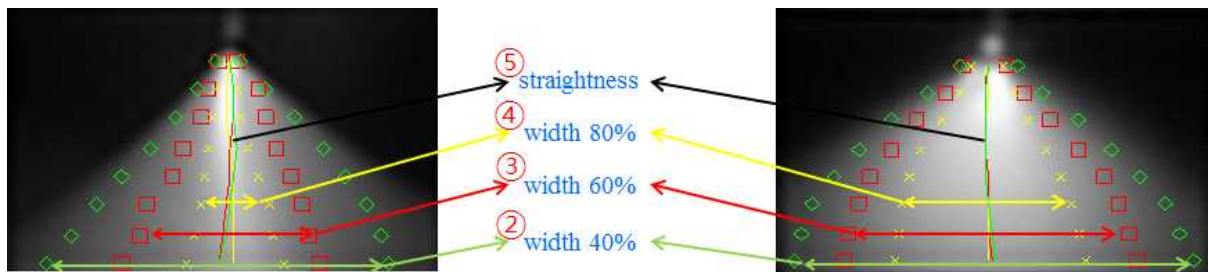 ⑤ straightness
④ width 80%
③ width 60%
② width 40%